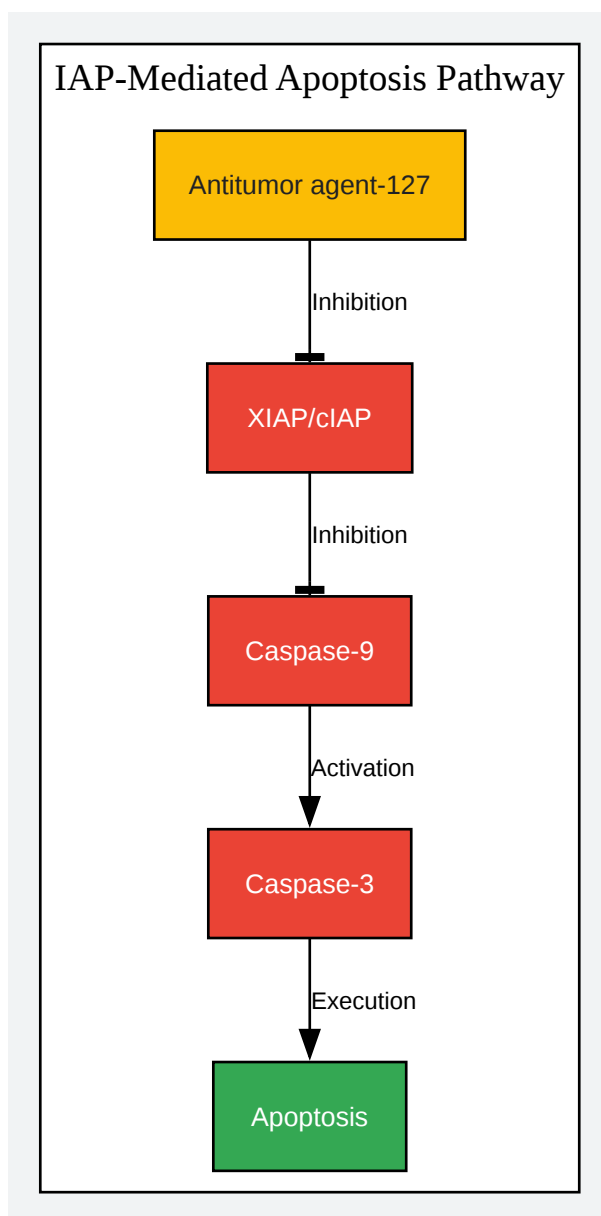 IAP-Mediated Apoptosis Pathway
Antitumor agent-127
Inhibition
XIAP/cIAP
Inhibition
Caspase-9
Activation
Caspase-3
Execution
Apoptosis